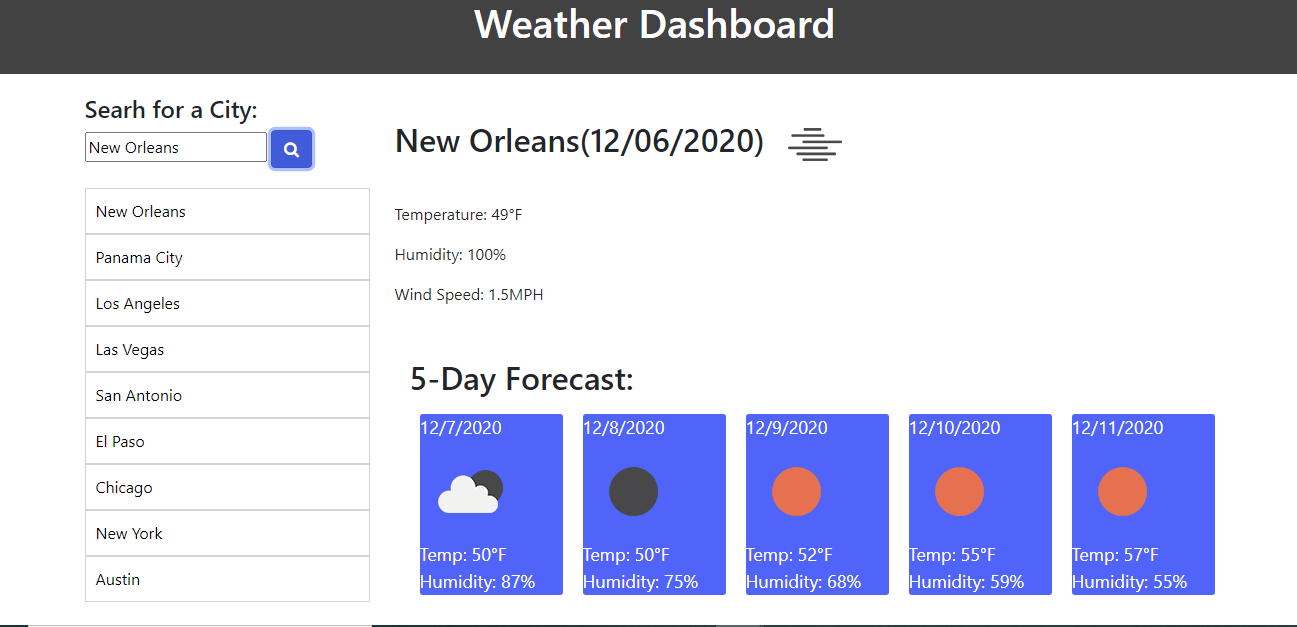 Weather Dashboard
Searh for a City:
New Orleans
New Orleans
Panama City
Los Angeles
Las Vegas
San Antonio
El Paso
Chicago
New York
Austin
New Orleans(12/06/2020)
Temperature: 49°F
Humidity: 100%
Wind Speed: 1.5MPH
5-Day Forecast:
12/7/2020
Temp: 50°F
Humidity: 87%
12/8/2020
Temp: 50°F
Humidity: 75%
12/9/2020
Temp: 52°F
Humidity: 68%
12/10/2020
Temp: 55°F
Humidity: 59%
12/11/2020
Temp: 57°F
Humidity: 55%